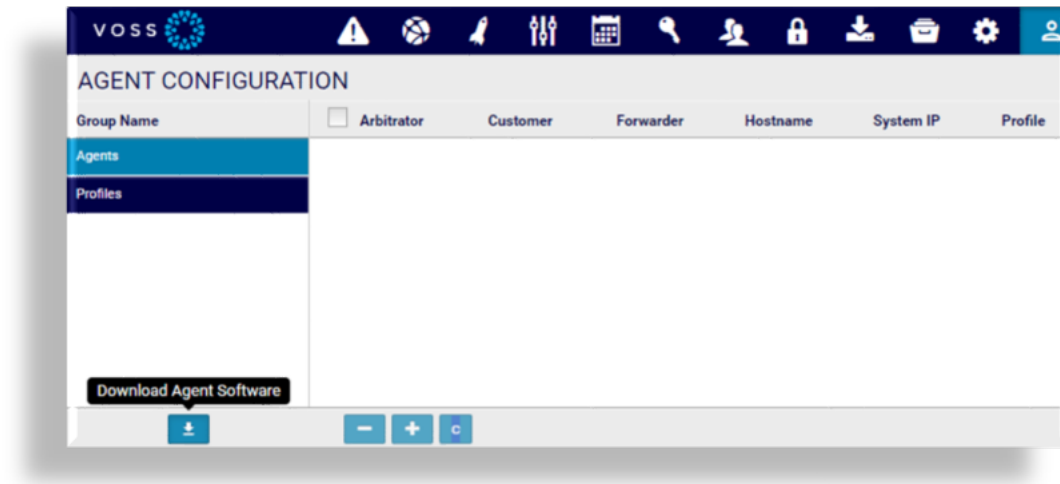 VOSS
AGENT CONFIGURATION
Group Name Arbitrator Customer Forwarder Hostname System IP Profile
Agents
Profiles
Download Agent Software
C